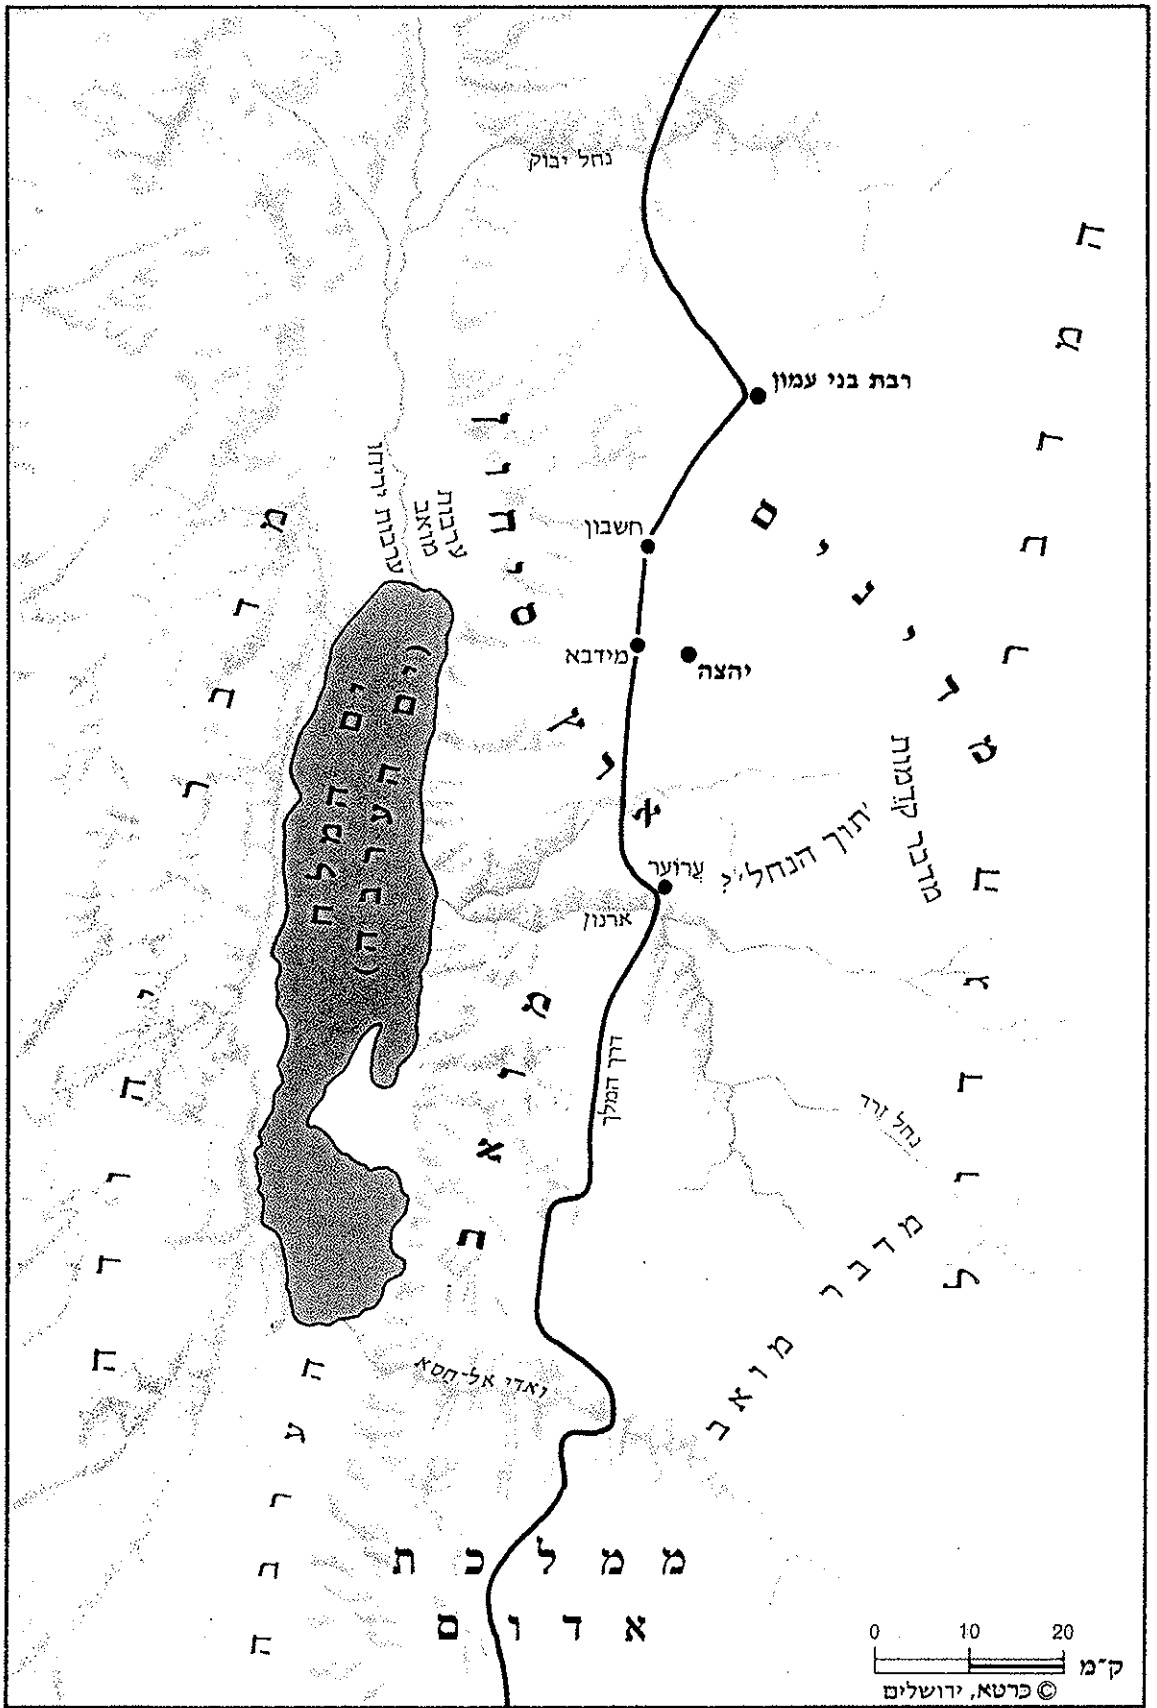 נחל יבוק
המדבר הגדול
רבת בני עמון
ערבות יריחו
ערבות מואב
חשבון
ארץ סיחון
מידבא
יהצה
מדבר יהודה
ים המלח
(ים הערבה)
מדבר קדמות
'תוך הנחל'?
ערוער
ארנון
מואב
דרך המלך
נחל זרד
מדבר מואב
ואדי אל-חסא
הערבה
ממלכת
אדום
0 10 20
ק"מ
© כרטא, ירושלים